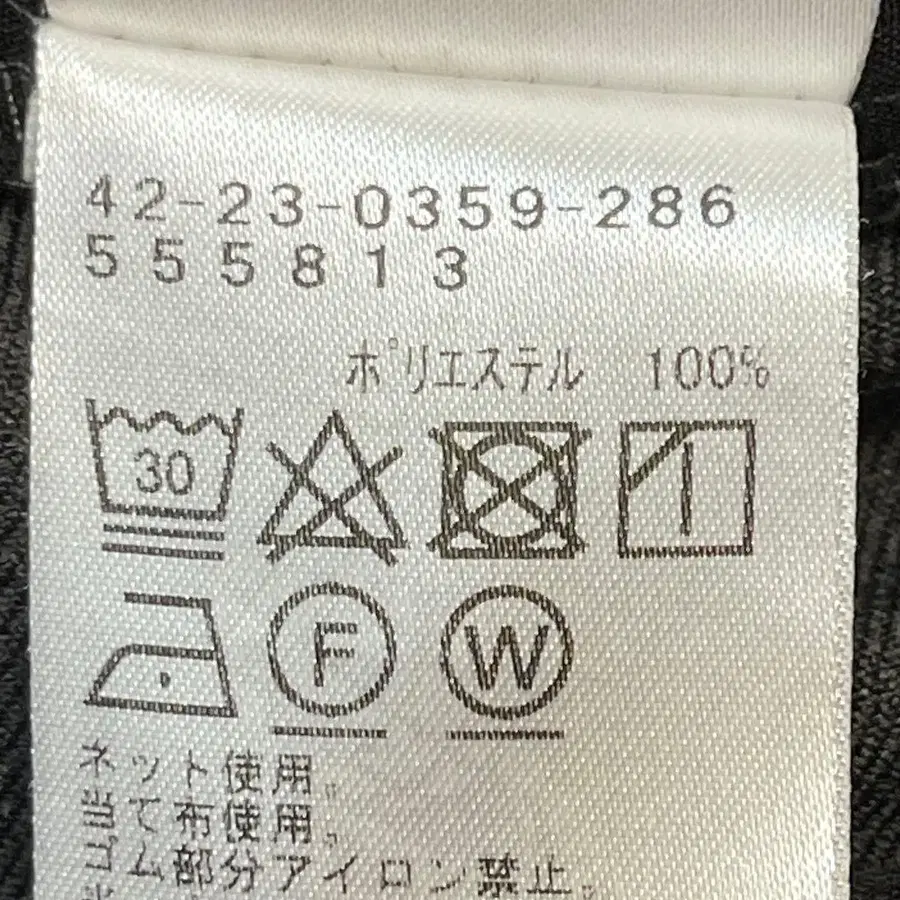 42-23-0359-286
555813
ポリエステル 100%
30
F W
ネット使用。
当て布使用。
ゴム部分アイロン禁止。